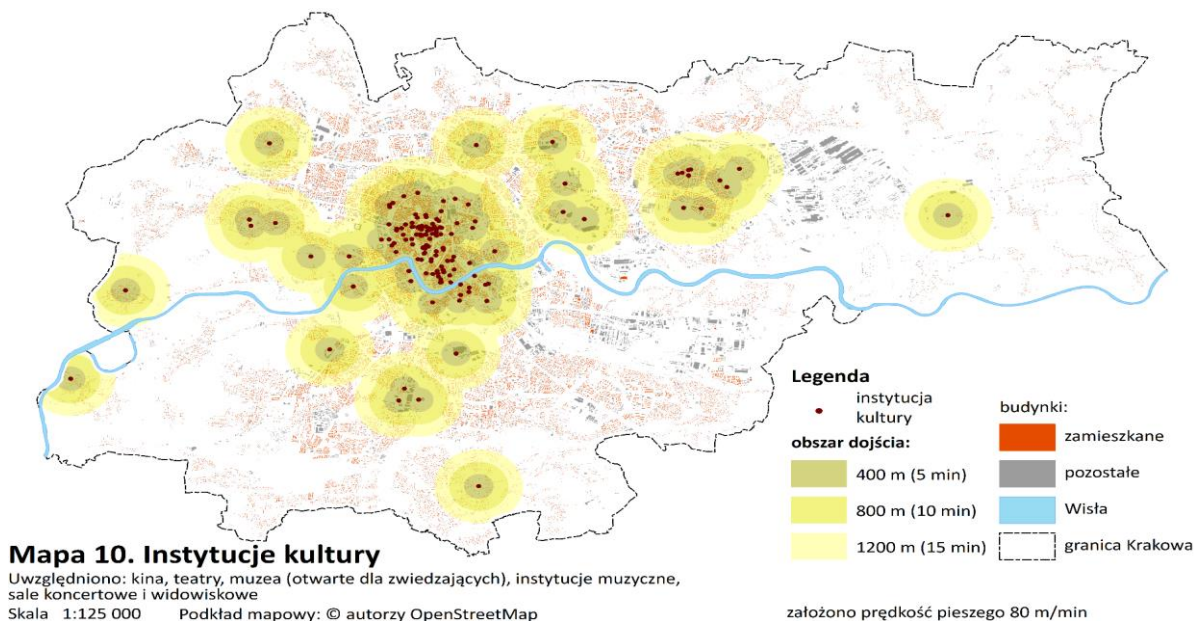 Legenda
instytucja
kultury
obszar dojścia:
400 m (5 min)
800 m (10 min)
1200 m (15 min)
budynki:
zamieszkane
pozostałe
Wisła
granica Krakowa
Mapa 10. Instytucje kultury
Uwzględniono: kina, teatry, muzea (otwarte dla zwiedzających), instytucje muzyczne,
sale koncertowe i widowiskowe
Skala 1:125 000 Podkład mapowy: © autorzy OpenStreetMap
założono prędkość pieszego 80 m/min